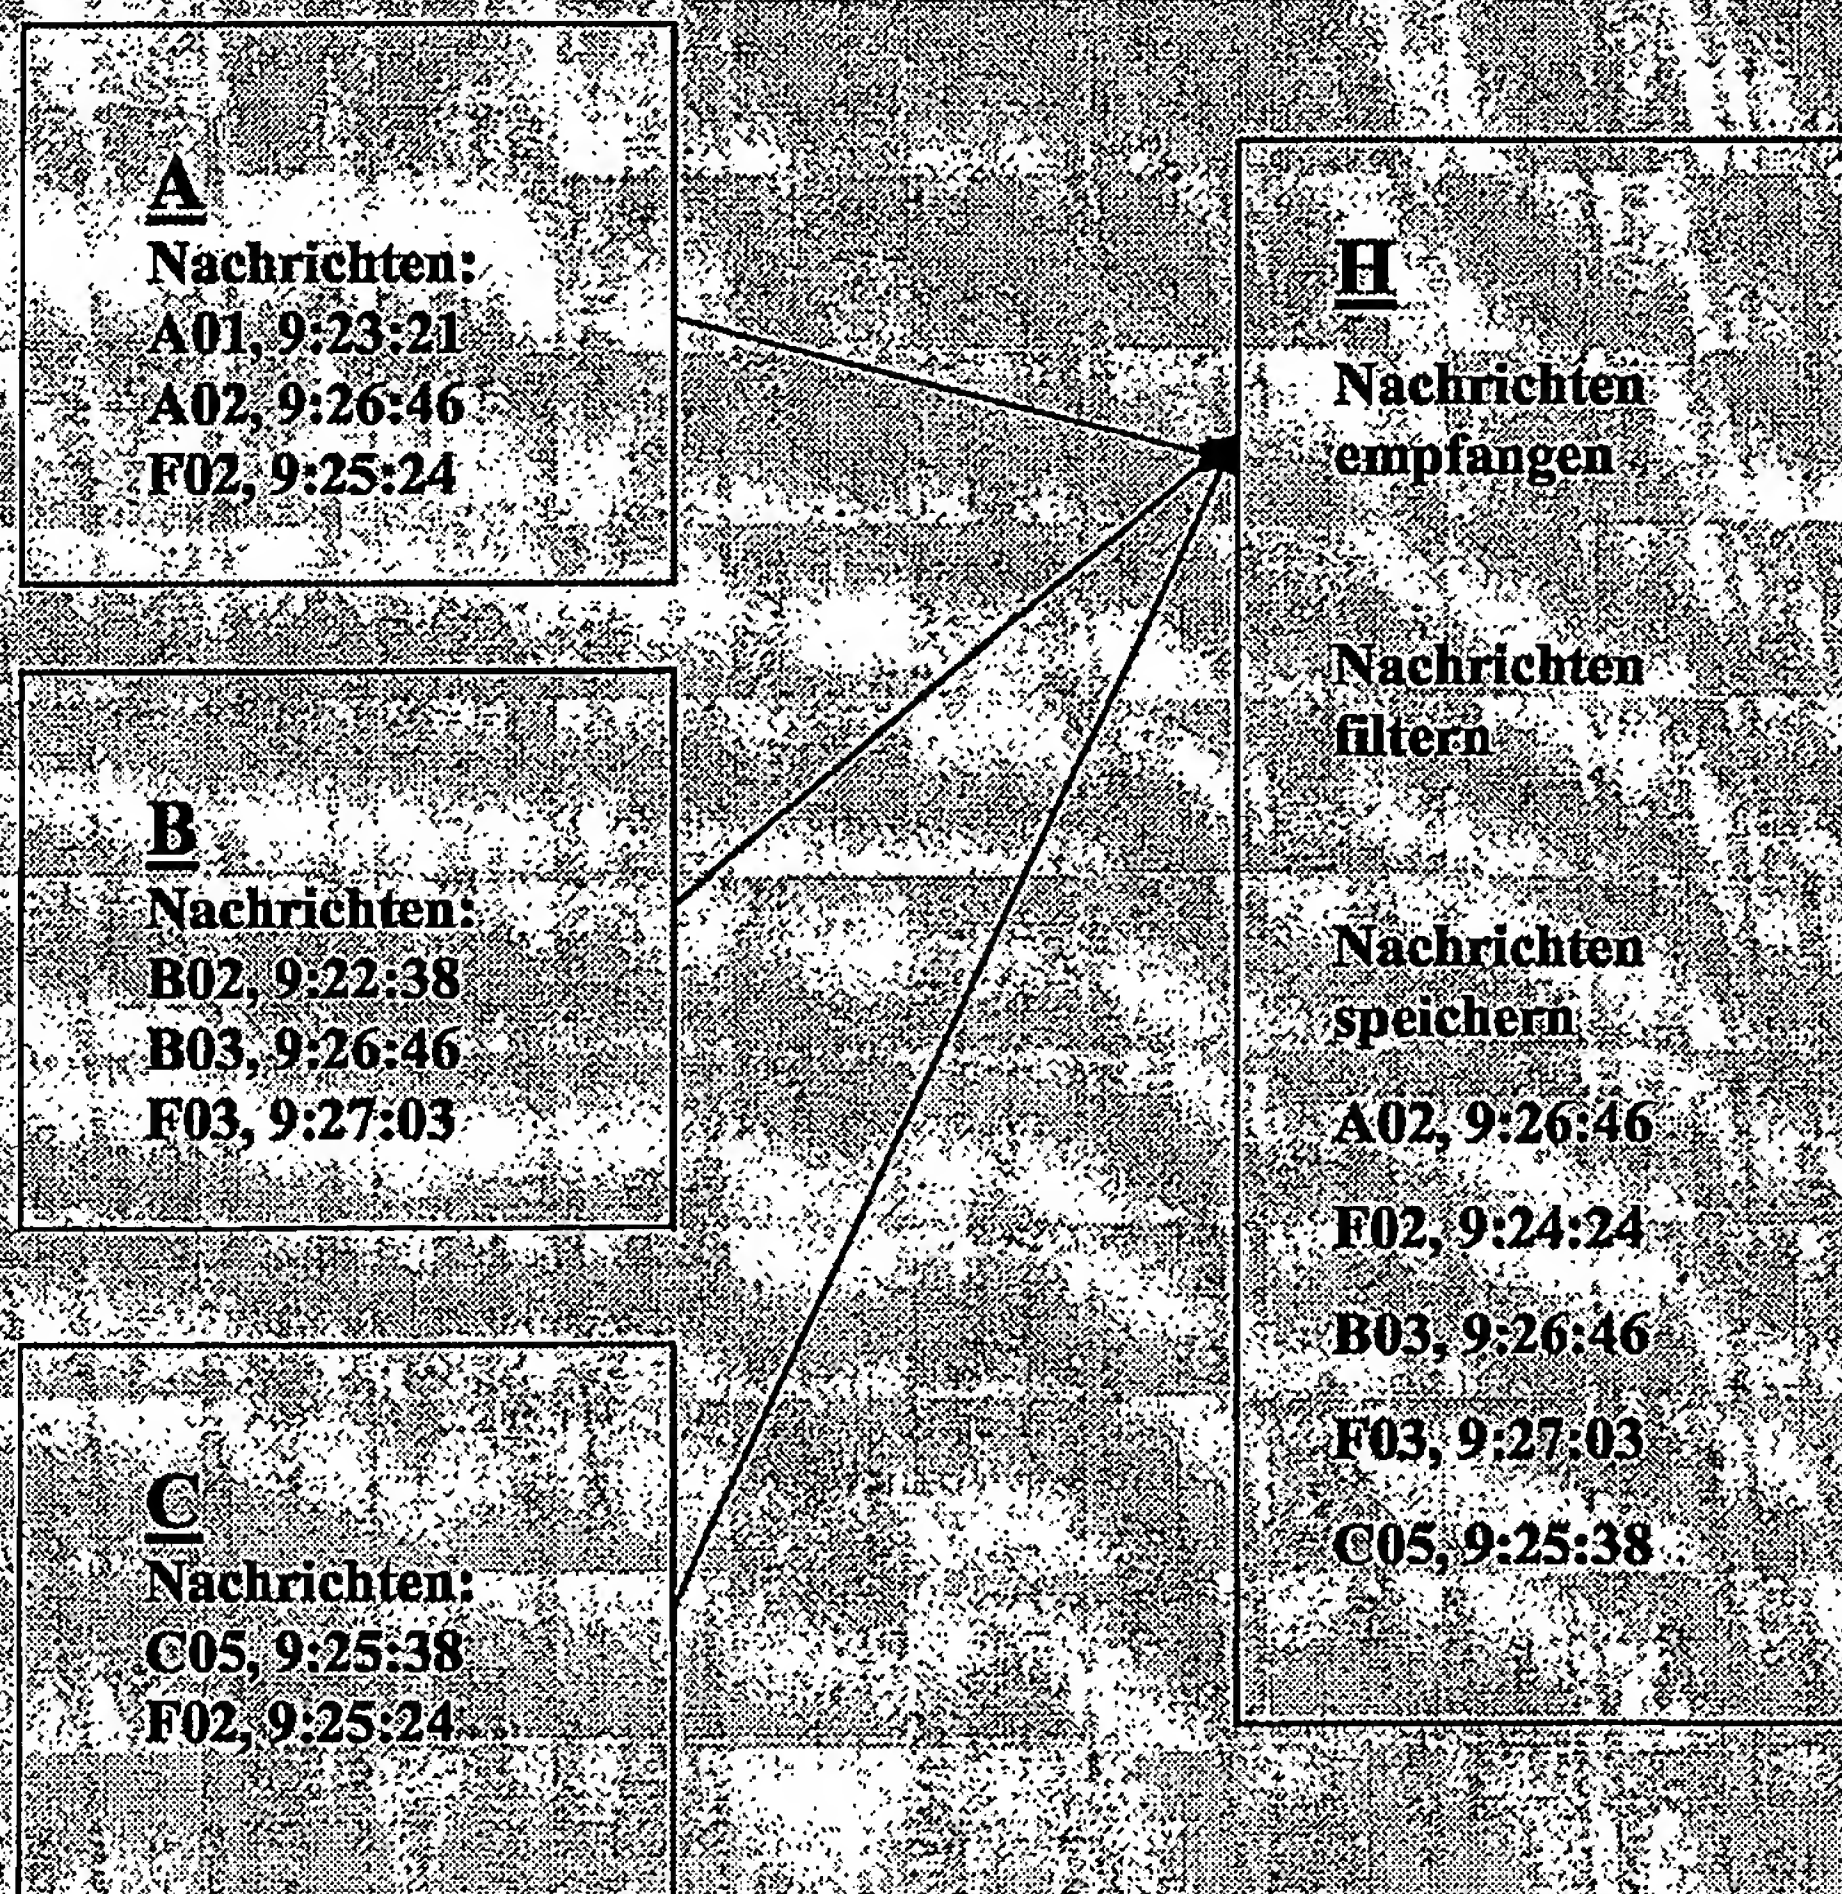 A
Nachrichten:
A01, 9:23:21
A02, 9:26:46
F02, 9:25:24
B
Nachrichten:
B02, 9:22:38
B03, 9:26:46
F03, 9:27:03
C
Nachrichten:
C05, 9:25:38
F02, 9:25:24
H
Nachrichten
empfangen
Nachrichten
filtern
Nachrichten
speichern
A02, 9:26:46
F02, 9:24:24
B03, 9:26:46
F03, 9:27:03
C05, 9:25:38